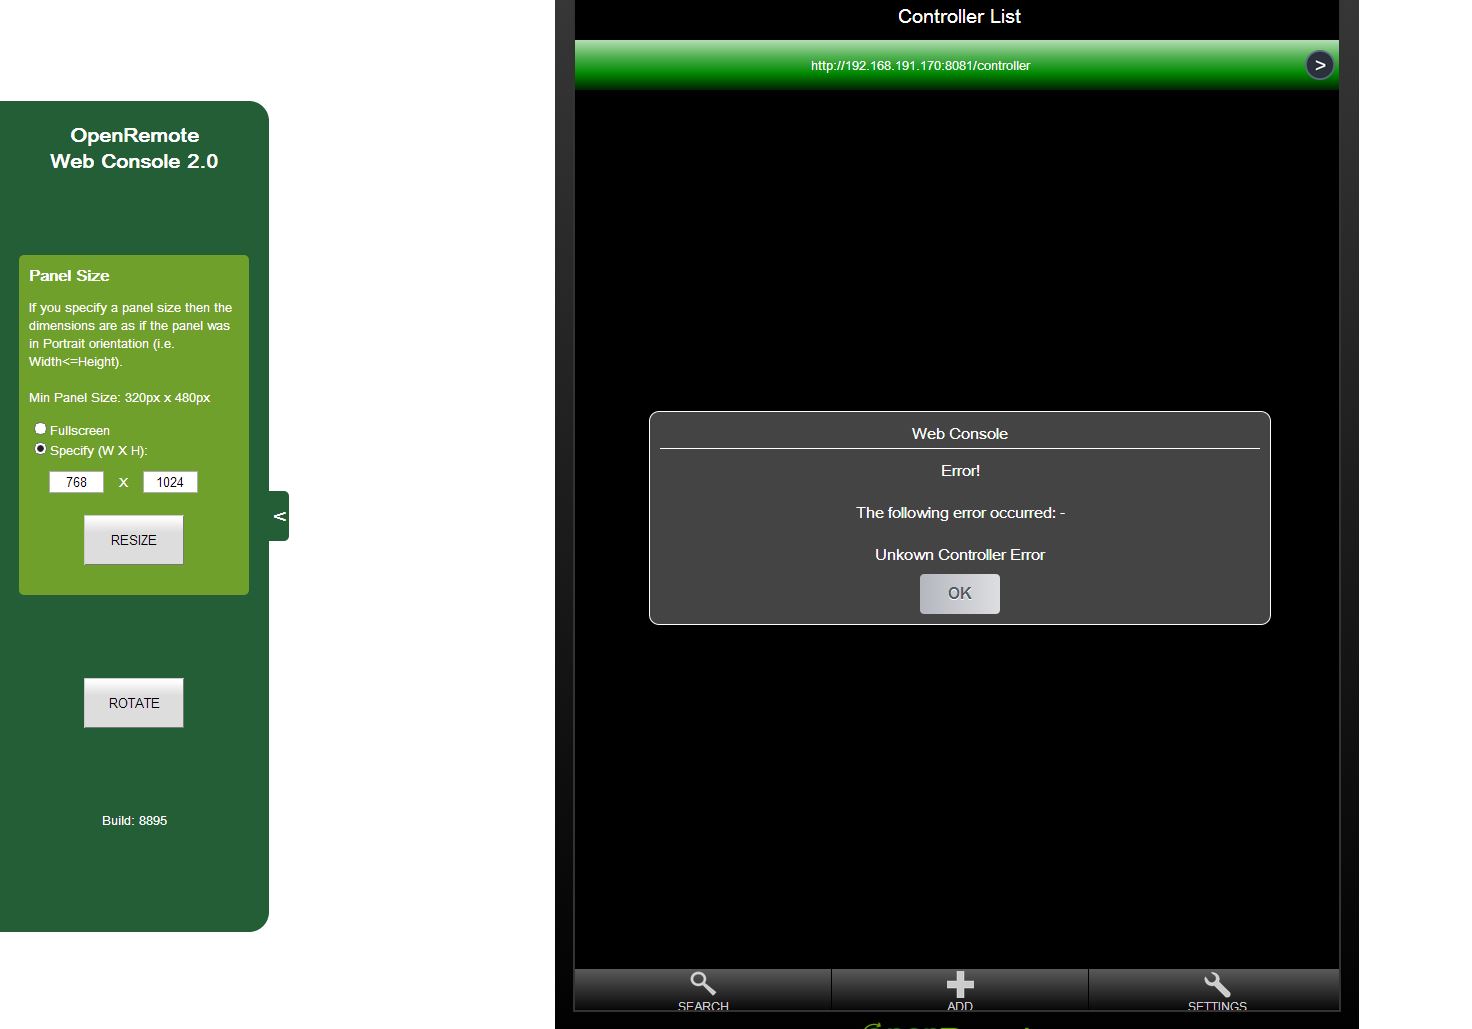 OpenRemote
Web Console 2.0
Panel Size
If you specify a panel size then the
dimensions are as if the panel was
in Portrait orientation (i.e.
Width<=Height).
Min Panel Size: 320px x 480px
Fullscreen
Specify (W X H):
768 X 1024
RESIZE
<
ROTATE
Build: 8895
Controller List
http://192.168.191.170:8081/controller >
Web Console
Error!
The following error occurred: -
Unkown Controller Error
OK
SEARCH ADD SETTINGS